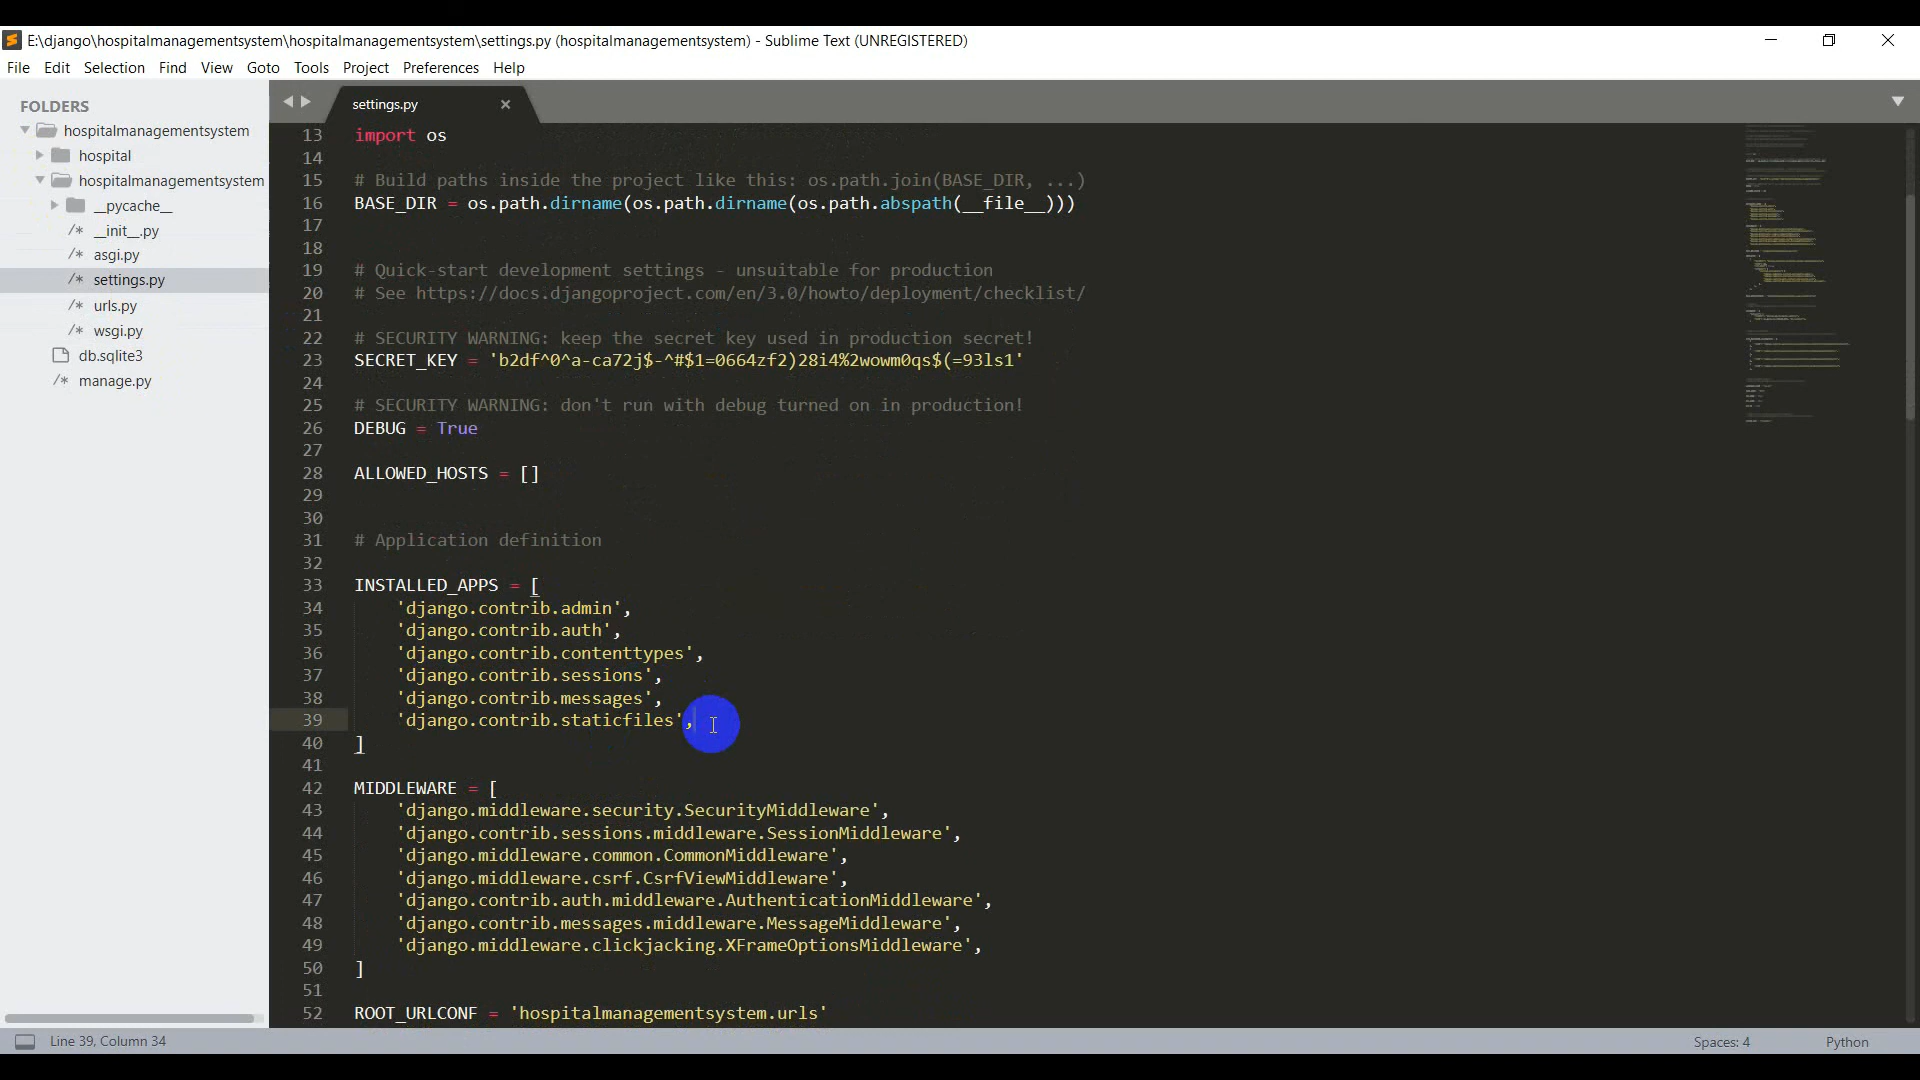 E:\django\hospitalmanagementsystem\hospitalmanagementsystem\settings.py (hospitalmanagementsystem) - Sublime Text (UNREGISTERED)
File Edit Selection Find View Goto Tools Project Preferences Help
FOLDERS
hospitalmanagementsystem
hospital
hospitalmanagementsystem
__pycache__
/* __init__.py
/* asgi.py
/* settings.py
/* urls.py
/* wsgi.py
db.sqlite3
/* manage.py
settings.py
13 import os
14
15 # Build paths inside the project like this: os.path.join(BASE_DIR, ...)
16 BASE_DIR = os.path.dirname(os.path.dirname(os.path.abspath(__file__)))
17
18
19 # Quick-start development settings - unsuitable for production
20 # See https://docs.djangoproject.com/en/3.0/howto/deployment/checklist/
21
22 # SECURITY WARNING: keep the secret key used in production secret!
23 SECRET_KEY = 'b2df^0^a-ca72j$-^#$1=0664zf2)28i4%2wowm0qs$(=93ls1'
24
25 # SECURITY WARNING: don't run with debug turned on in production!
26 DEBUG = True
27
28 ALLOWED_HOSTS = []
29
30
31 # Application definition
32
33 INSTALLED_APPS = [
34 'django.contrib.admin',
35 'django.contrib.auth',
36 'django.contrib.contenttypes',
37 'django.contrib.sessions',
38 'django.contrib.messages',
39 'django.contrib.staticfiles',
40 ]
41
42 MIDDLEWARE = [
43 'django.middleware.security.SecurityMiddleware',
44 'django.contrib.sessions.middleware.SessionMiddleware',
45 'django.middleware.common.CommonMiddleware',
46 'django.middleware.csrf.CsrfViewMiddleware',
47 'django.contrib.auth.middleware.AuthenticationMiddleware',
48 'django.contrib.messages.middleware.MessageMiddleware',
49 'django.middleware.clickjacking.XFrameOptionsMiddleware',
50 ]
51
52 ROOT_URLCONF = 'hospitalmanagementsystem.urls'
Line 39, Column 34
Spaces: 4
Python